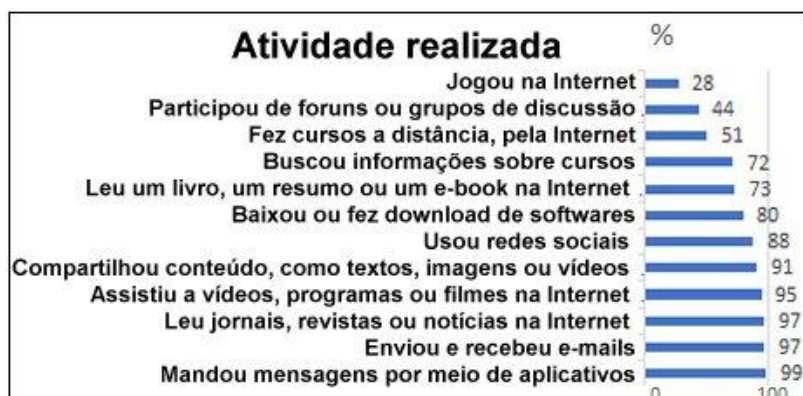 Atividade realizada %
Jogou na Internet 28
Participou de foruns ou grupos de discussão 44
Fez cursos a distância, pela Internet 51
Buscou informações sobre cursos 72
Leu um livro, um resumo ou um e-book na Internet 73
Baixou ou fez download de softwares 80
Usou redes sociais 88
Compartilhou conteúdo, como textos, imagens ou vídeos 91
Assistiu a vídeos, programas ou filmes na Internet 95
Leu jornais, revistas ou notícias na Internet 97
Enviou e recebeu e-mails 97
Mandou mensagens por meio de aplicativos 99
0 100